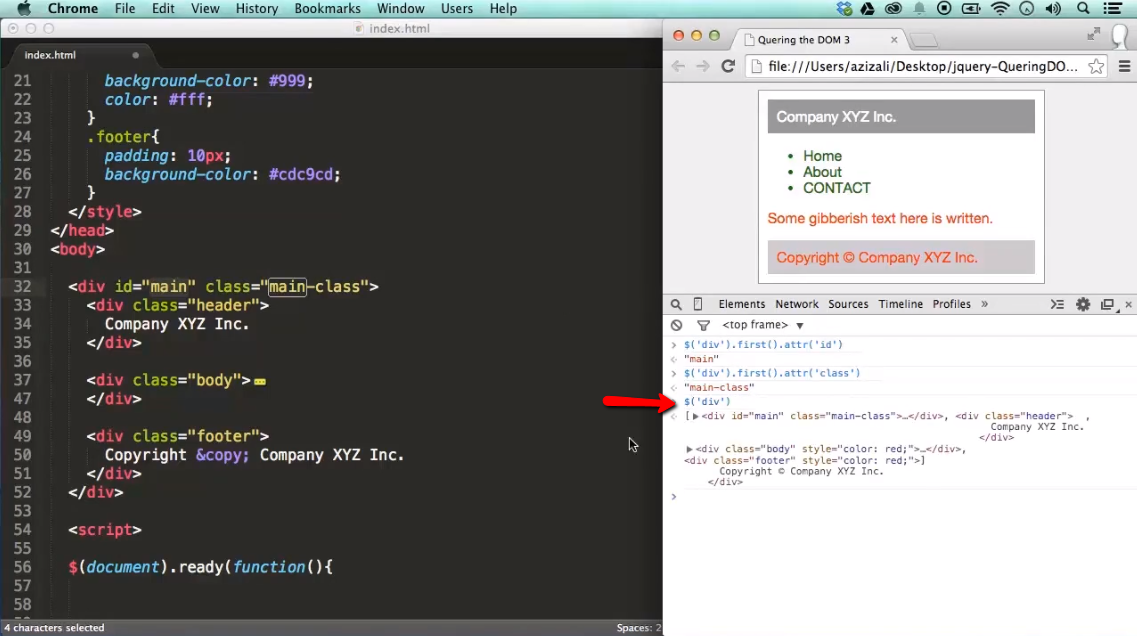 Chrome File Edit View History Bookmarks Window Users Help
index.html
index.html
21 background-color: #999;
22 color: #fff;
23 }
24 .footer{
25 padding: 10px;
26 background-color: #cdc9cd;
27 }
28 </style>
29 </head>
30 <body>
31
32 <div id="main" class="main-class">
33 <div class="header">
34 Company XYZ Inc.
35 </div>
36
37 <div class="body">
47 </div>
48
49 <div class="footer">
50 Copyright &copy; Company XYZ Inc.
51 </div>
52 </div>
53
54 <script>
55
56 $(document).ready(function(){
57
58
4 characters selected Spaces: 2
Quering the DOM 3
file:///Users/azizali/Desktop/jquery-QueringDO...
Company XYZ Inc.
• Home
• About
• CONTACT
Some gibberish text here is written.
Copyright © Company XYZ Inc.
Elements Network Sources Timeline Profiles »
<top frame> ▼
> $('div').first().attr('id')
"main"
> $('div').first().attr('class')
"main-class"
> $('div')
[▶<div id="main" class="main-class">…</div>, <div class="header"> ,
Company XYZ Inc.
</div>
▶<div class="body" style="color: red;">…</div>,
<div class="footer" style="color: red;">]
Copyright © Company XYZ Inc.
</div>
>